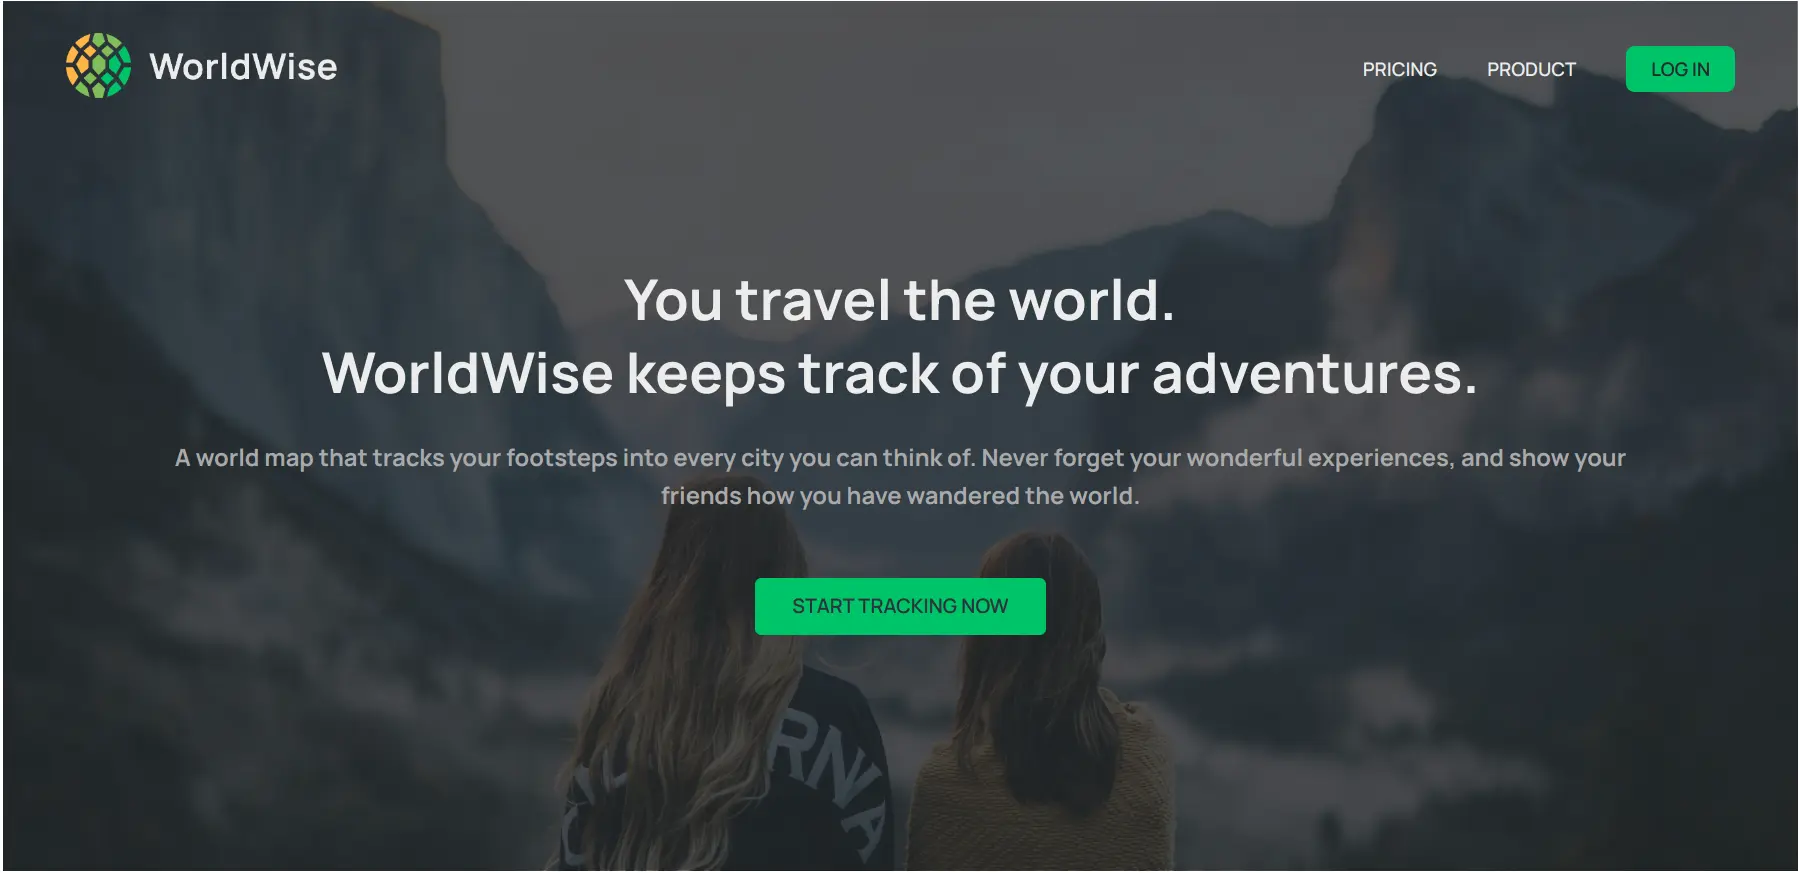 WorldWise
PRICING
PRODUCT
LOG IN
You travel the world.
WorldWise keeps track of your adventures.
A world map that tracks your footsteps into every city you can think of. Never forget your wonderful experiences, and show your
friends how you have wandered the world.
START TRACKING NOW